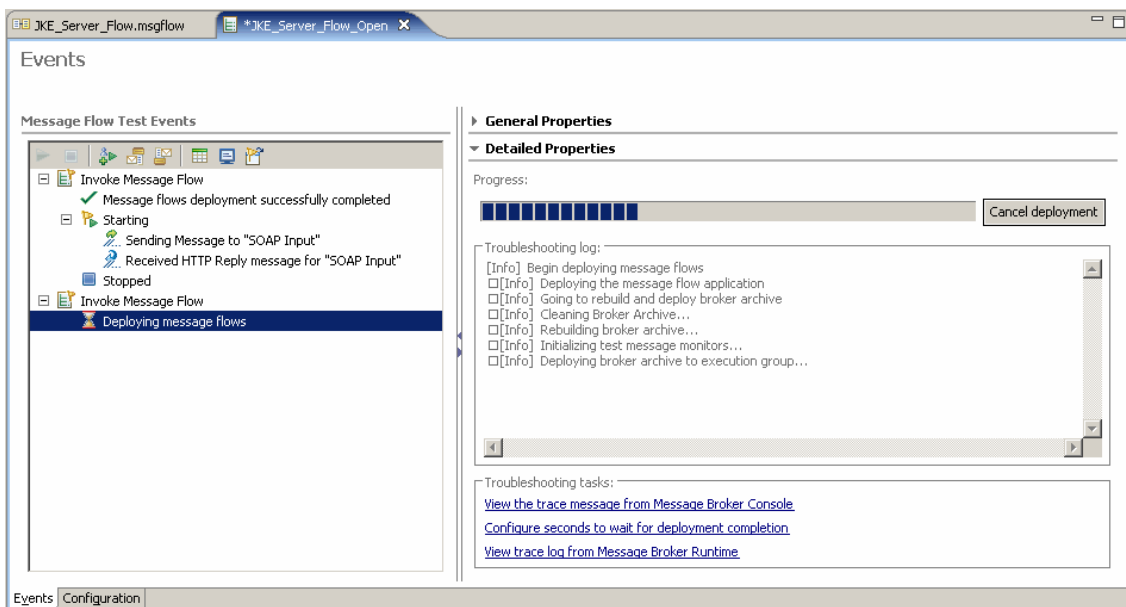 JKE_Server_Flow.msgflow
*JKE_Server_Flow_Open
Events
Message Flow Test Events
Invoke Message Flow
Message flows deployment successfully completed
Starting
Sending Message to "SOAP Input"
Received HTTP Reply message for "SOAP Input"
Stopped
Invoke Message Flow
Deploying message flows
General Properties
Detailed Properties
Progress:
Cancel deployment
Troubleshooting log:
[Info] Begin deploying message flows
[Info] Deploying the message flow application
[Info] Going to rebuild and deploy broker archive
[Info] Cleaning Broker Archive...
[Info] Rebuilding broker archive...
[Info] Initializing test message monitors...
[Info] Deploying broker archive to execution group...
Troubleshooting tasks:
View the trace message from Message Broker Console
Configure seconds to wait for deployment completion
View trace log from Message Broker Runtime
Events Configuration